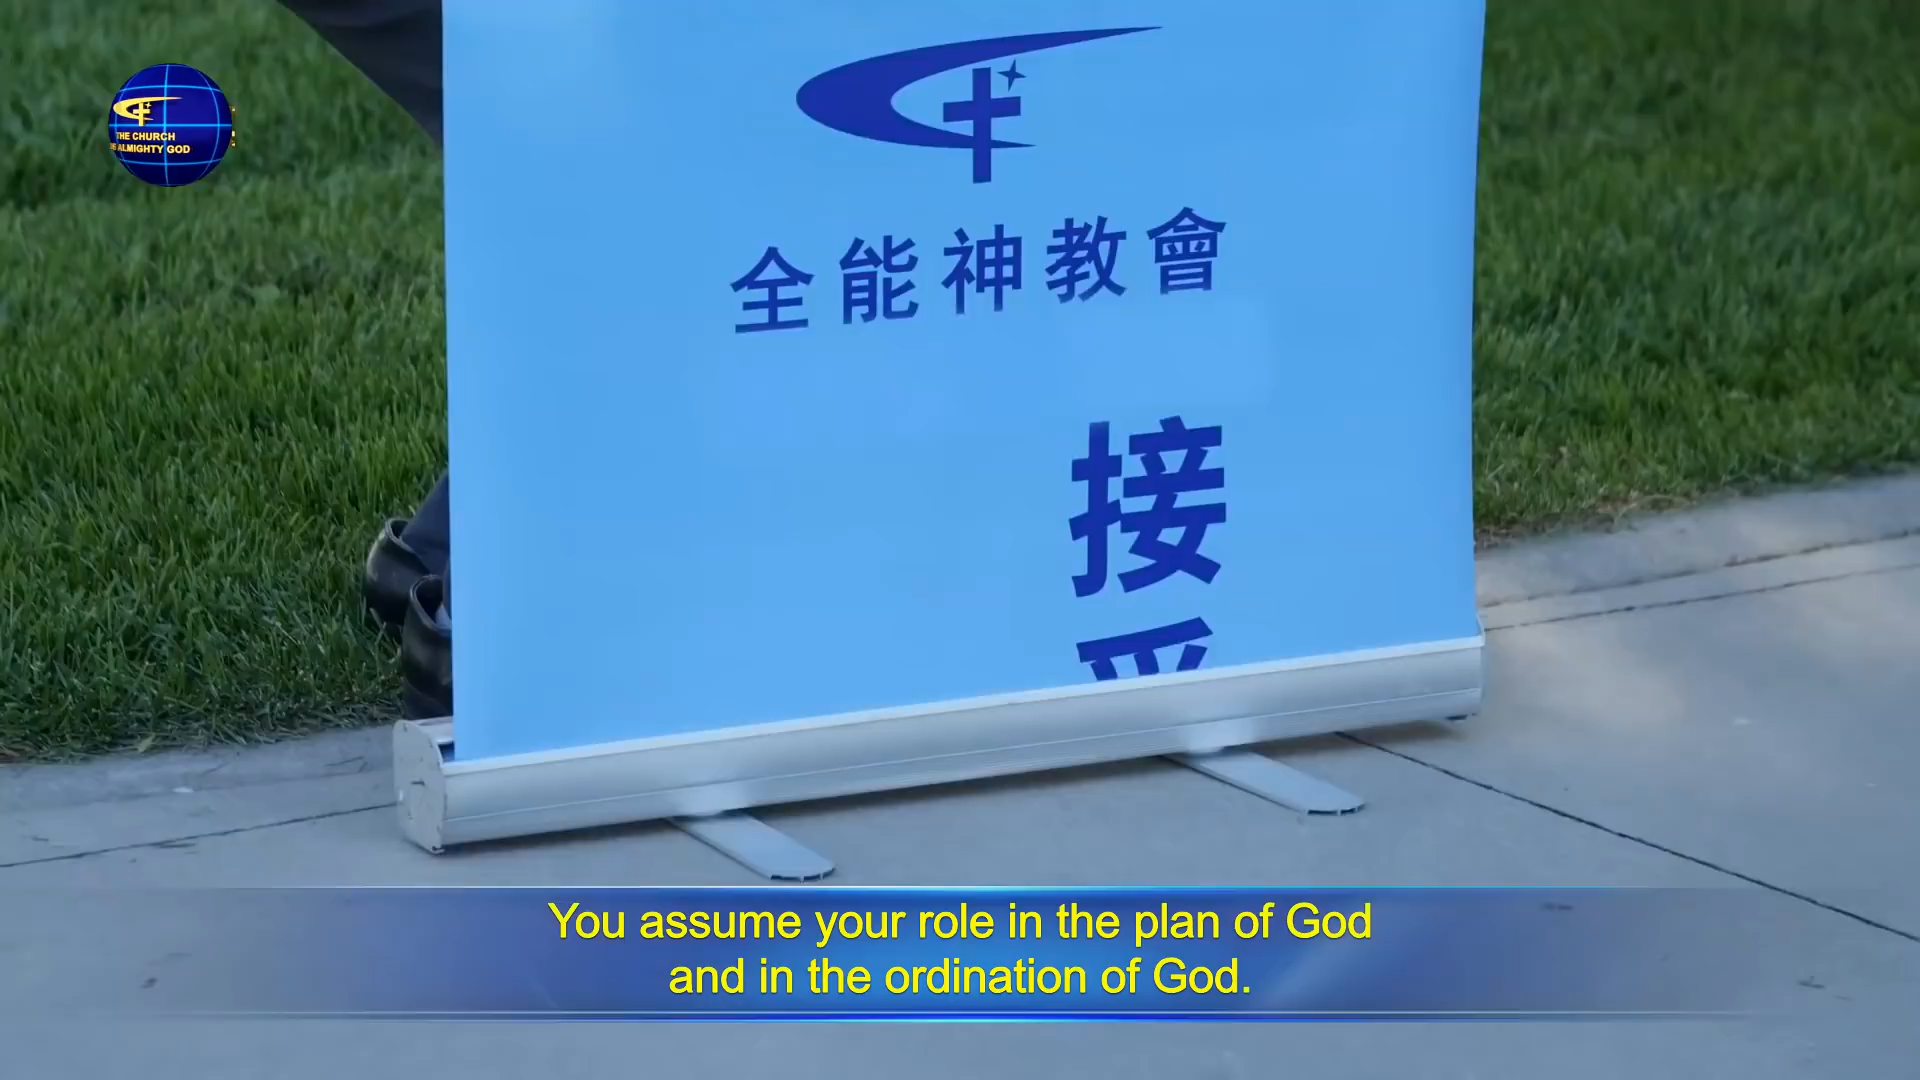 THE CHURCH
OF ALMIGHTY GOD
全能神教會
接
You assume your role in the plan of God
and in the ordination of God.